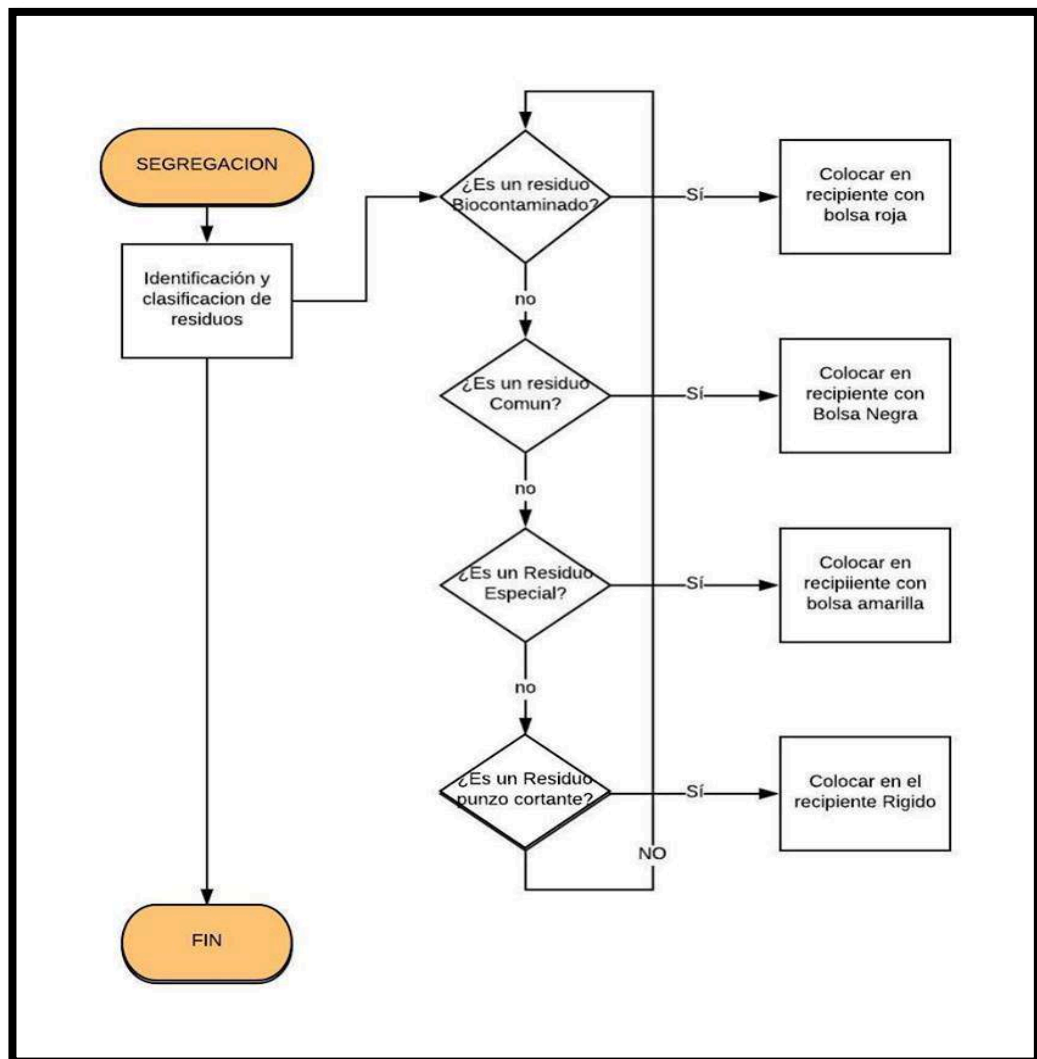 SEGREGACION
Identificación y
clasificacion de
residuos
¿Es un residuo
Biocontaminado?
Sí
Colocar en
recipiente con
bolsa roja
no
¿Es un residuo
Comun?
Sí
Colocar en
recipiente con
Bolsa Negra
no
¿Es un Residuo
Especial?
Sí
Colocar en
recipiiente con
bolsa amarilla
no
¿Es un Residuo
punzo cortante?
Sí
Colocar en el
recipiente Rigido
NO
FIN